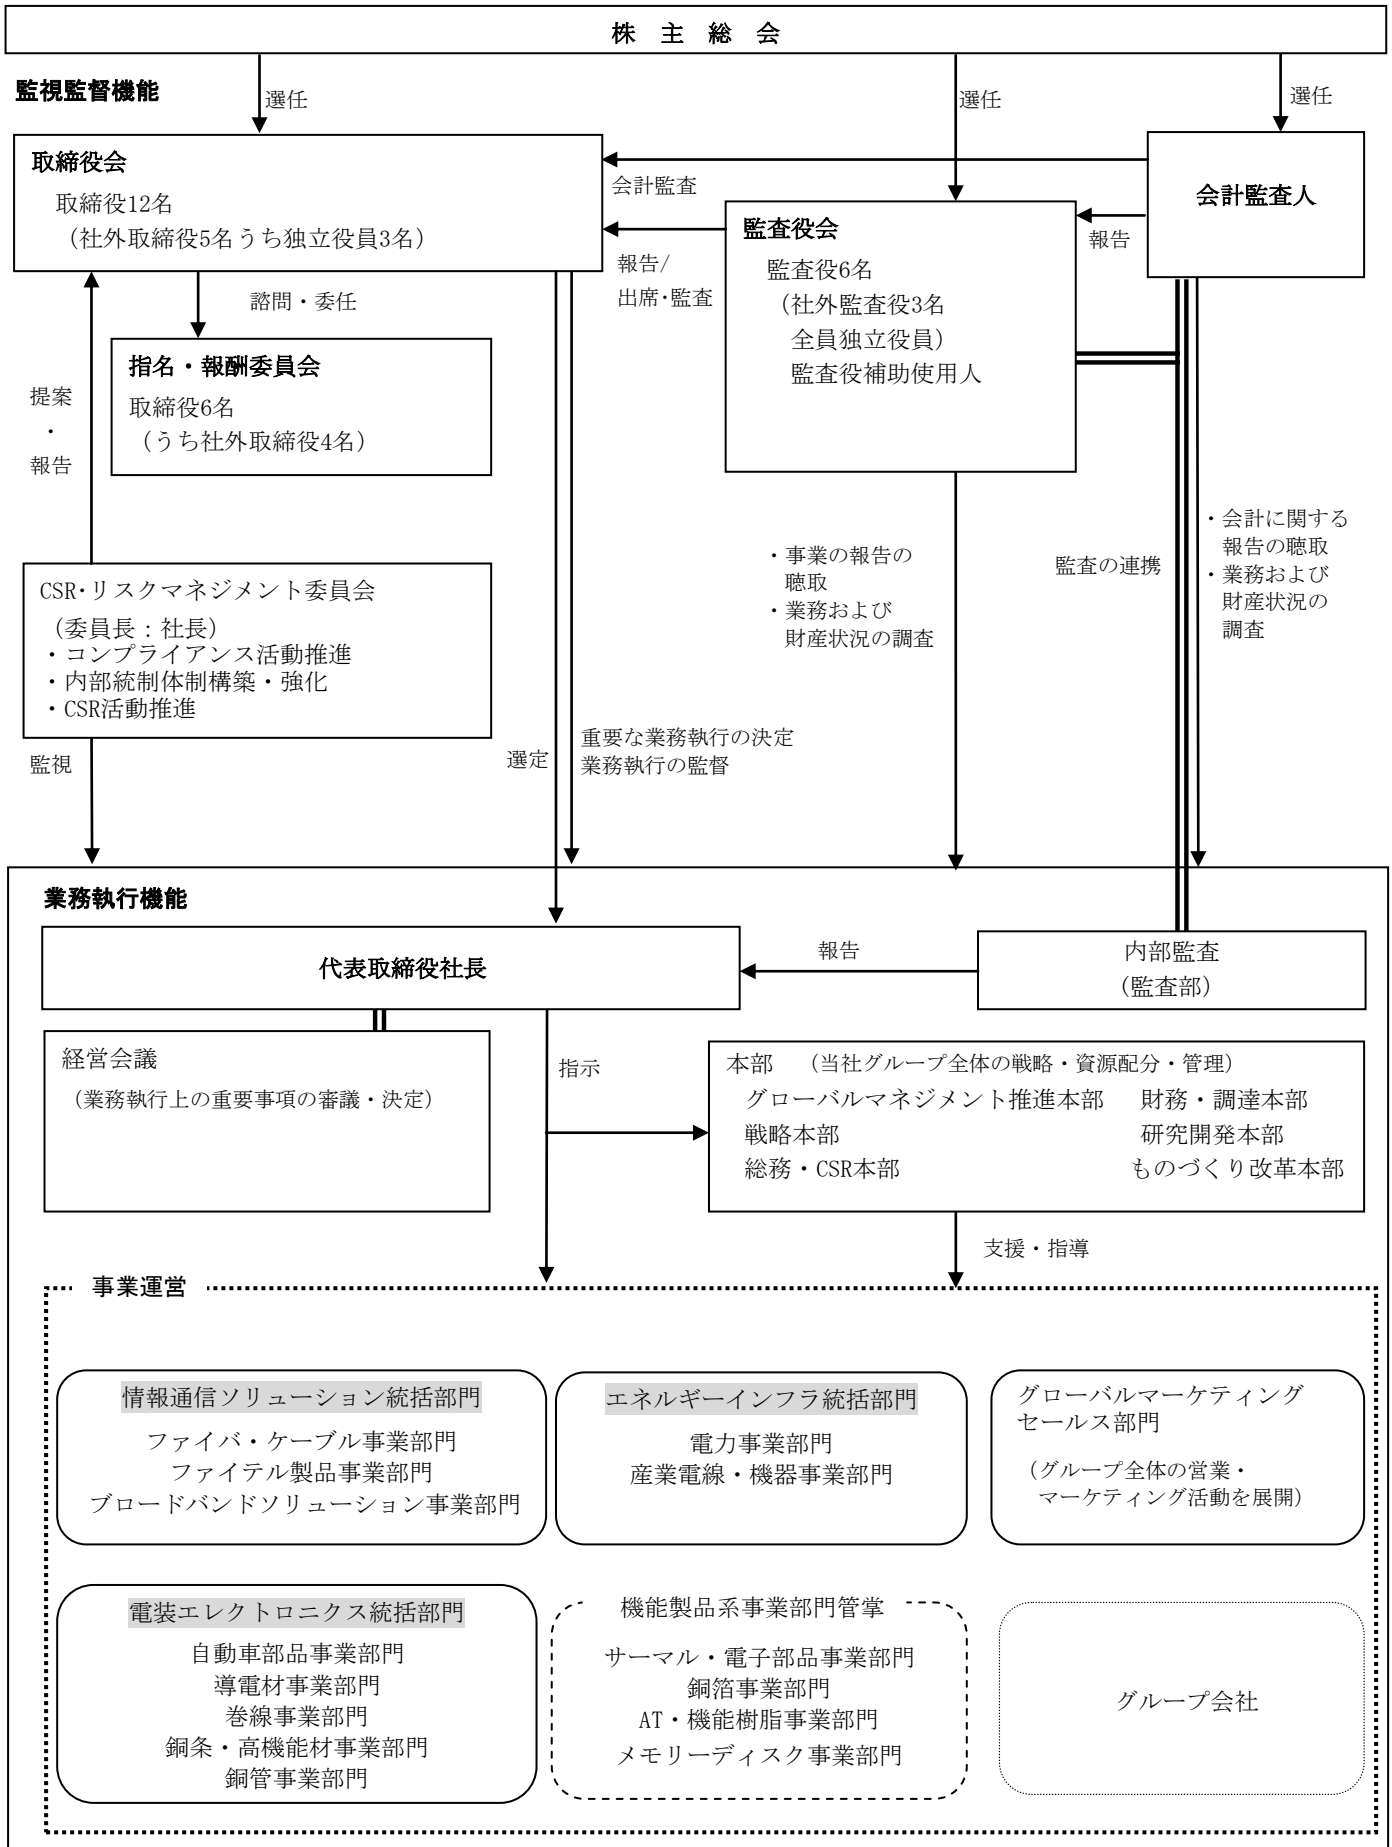 株 主 総 会
監視監督機能
選任
選任
選任
取締役会
取締役12名
（社外取締役5名うち独立役員3名）
会計監査
会計監査人
監査役会
監査役6名
（社外監査役3名
全員独立役員）
監査役補助使用人
報告
報告/
出席･監査
諮問・委任
指名・報酬委員会
取締役6名
（うち社外取締役4名）
提案
・
報告
CSR･リスクマネジメント委員会
（委員長：社長）
・コンプライアンス活動推進
・内部統制体制構築・強化
・CSR活動推進
・事業の報告の
聴取
・業務および
財産状況の調査
監査の連携
・会計に関する
報告の聴取
・業務および
財産状況の
調査
監視
選定
重要な業務執行の決定
業務執行の監督
業務執行機能
代表取締役社長
報告
内部監査
（監査部）
経営会議
（業務執行上の重要事項の審議・決定）
指示
本部 （当社グループ全体の戦略・資源配分・管理）
グローバルマネジメント推進本部 財務・調達本部
戦略本部 研究開発本部
総務・CSR本部 ものづくり改革本部
支援・指導
事業運営
情報通信ソリューション統括部門
ファイバ・ケーブル事業部門
ファイテル製品事業部門
ブロードバンドソリューション事業部門
エネルギーインフラ統括部門
電力事業部門
産業電線・機器事業部門
グローバルマーケティング
セールス部門
（グループ全体の営業・
マーケティング活動を展開）
電装エレクトロニクス統括部門
自動車部品事業部門
導電材事業部門
巻線事業部門
銅条・高機能材事業部門
銅管事業部門
機能製品系事業部門管掌
サーマル・電子部品事業部門
銅箔事業部門
AT・機能樹脂事業部門
メモリーディスク事業部門
グループ会社